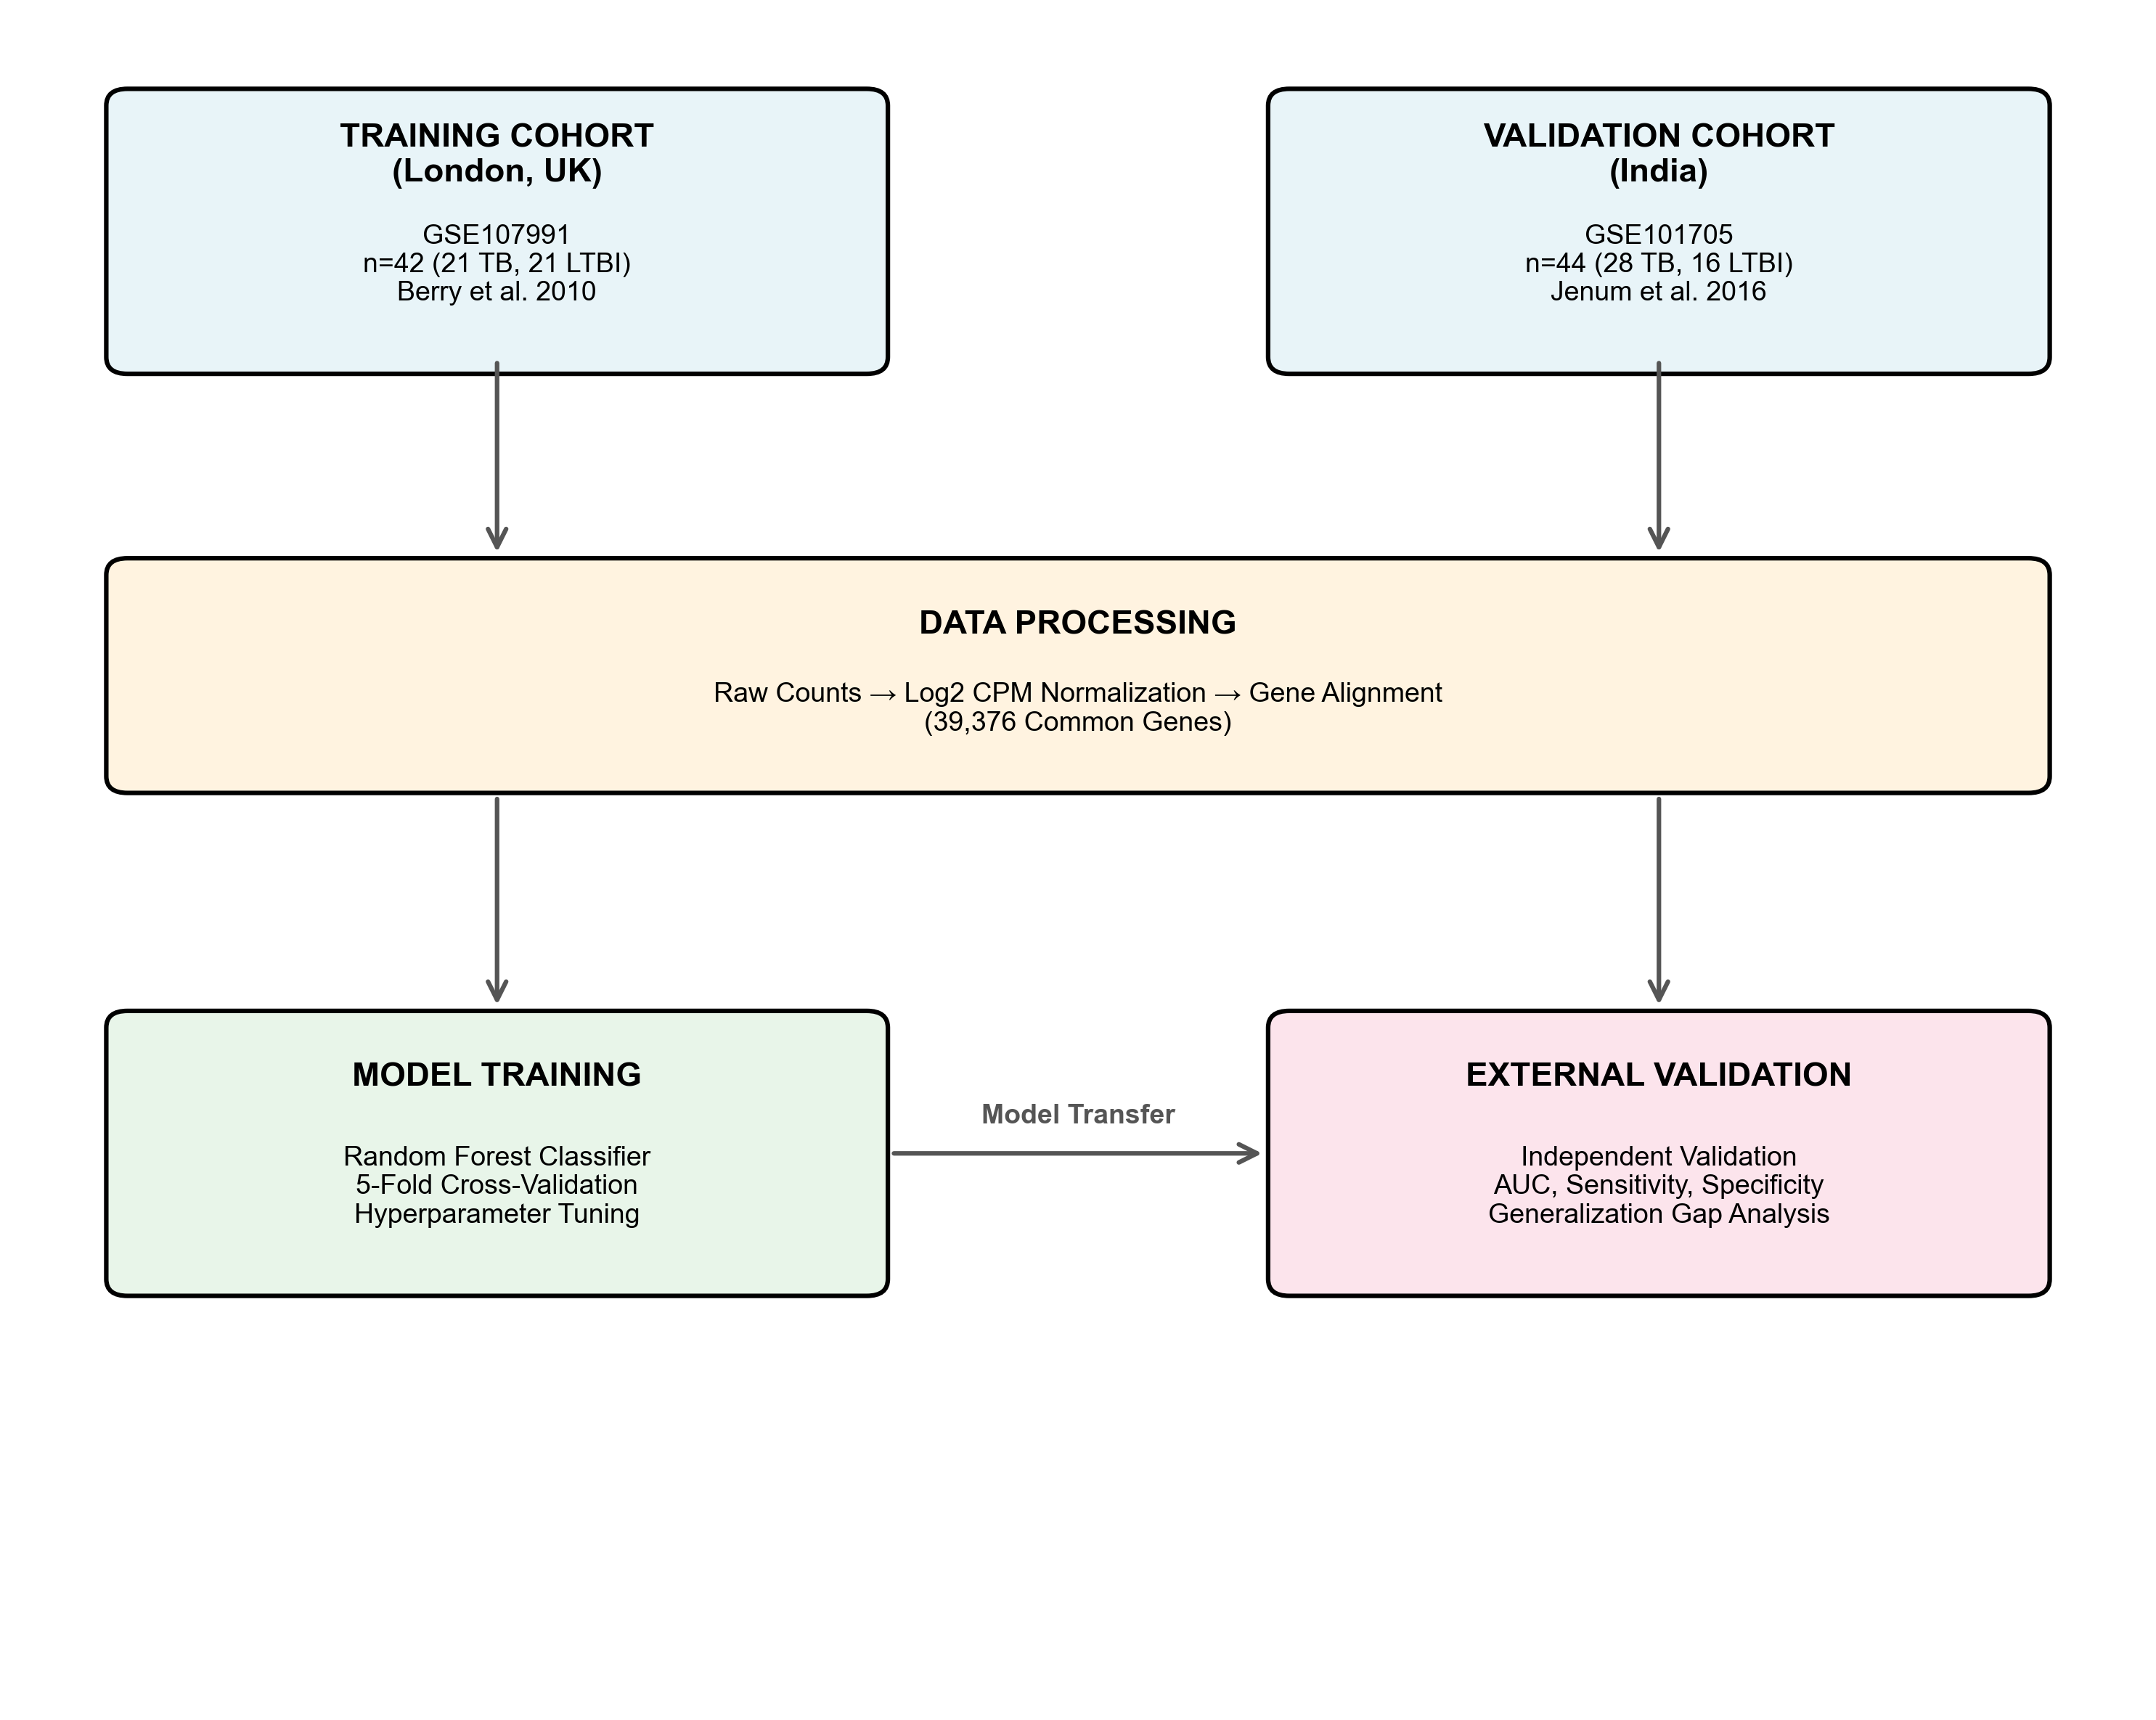 TRAINING COHORT
(London, UK)
GSE107991
n=42 (21 TB, 21 LTBI)
Berry et al. 2010
VALIDATION COHORT
(India)
GSE101705
n=44 (28 TB, 16 LTBI)
Jenum et al. 2016
DATA PROCESSING
Raw Counts → Log2 CPM Normalization → Gene Alignment
(39,376 Common Genes)
MODEL TRAINING
Random Forest Classifier
5-Fold Cross-Validation
Hyperparameter Tuning
Model Transfer
EXTERNAL VALIDATION
Independent Validation
AUC, Sensitivity, Specificity
Generalization Gap Analysis